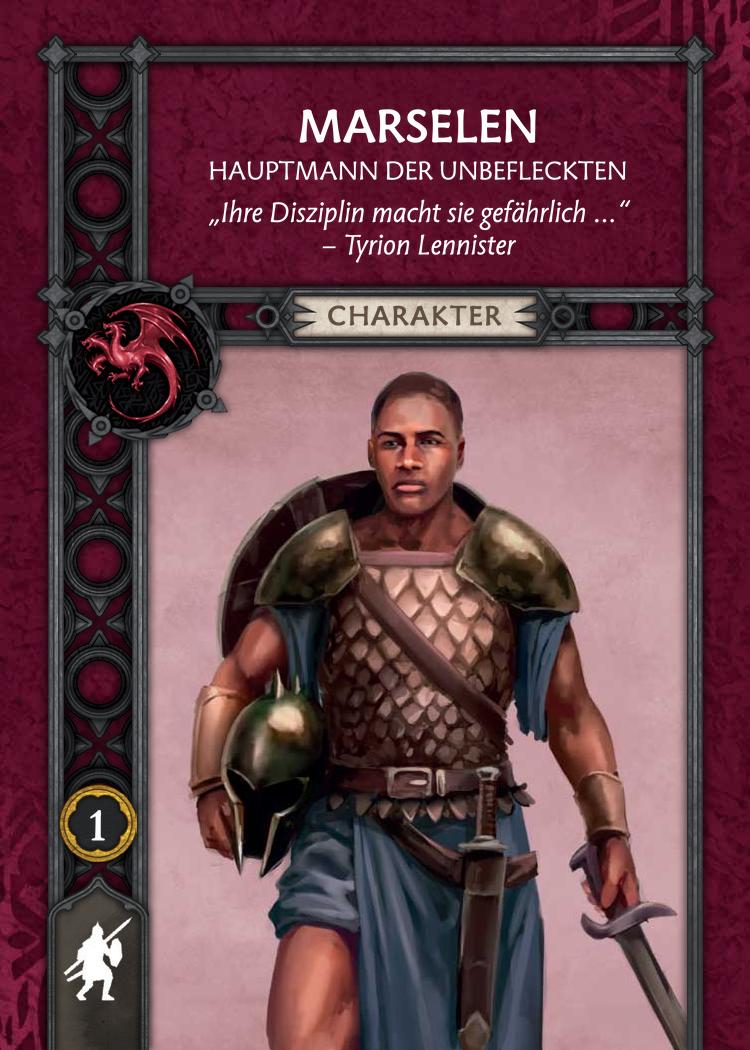 MARSELEN
HAUPTMANN DER UNBEFLECKTEN
„Ihre Disziplin macht sie gefährlich …“
– Tyrion Lennister
CHARAKTER
1